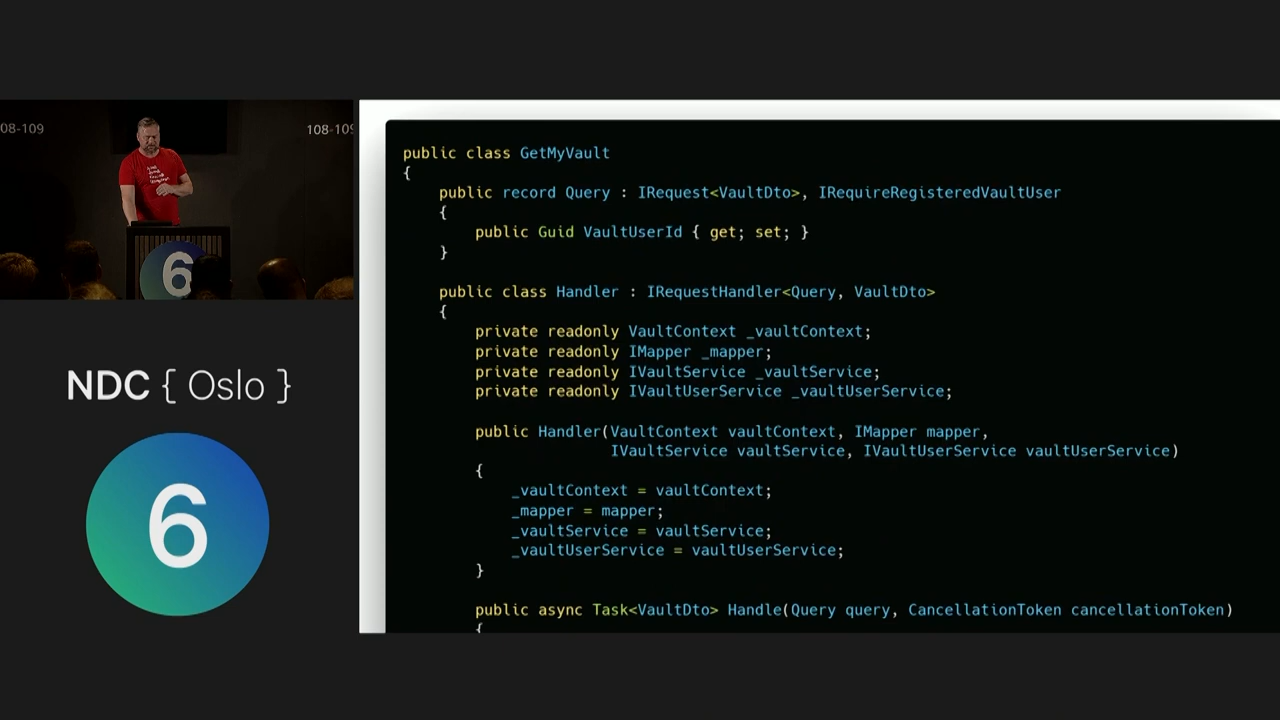 08-109
108-109
6
NDC { Oslo }
6
public class GetMyVault
{
    public record Query : IRequest<VaultDto>, IRequireRegisteredVaultUser
    {
        public Guid VaultUserId { get; set; }
    }

    public class Handler : IRequestHandler<Query, VaultDto>
    {
        private readonly VaultContext _vaultContext;
        private readonly IMapper _mapper;
        private readonly IVaultService _vaultService;
        private readonly IVaultUserService _vaultUserService;

        public Handler(VaultContext vaultContext, IMapper mapper,
                       IVaultService vaultService, IVaultUserService vaultUserService)
        {
            _vaultContext = vaultContext;
            _mapper = mapper;
            _vaultService = vaultService;
            _vaultUserService = vaultUserService;
        }

        public async Task<VaultDto> Handle(Query query, CancellationToken cancellationToken)
        {